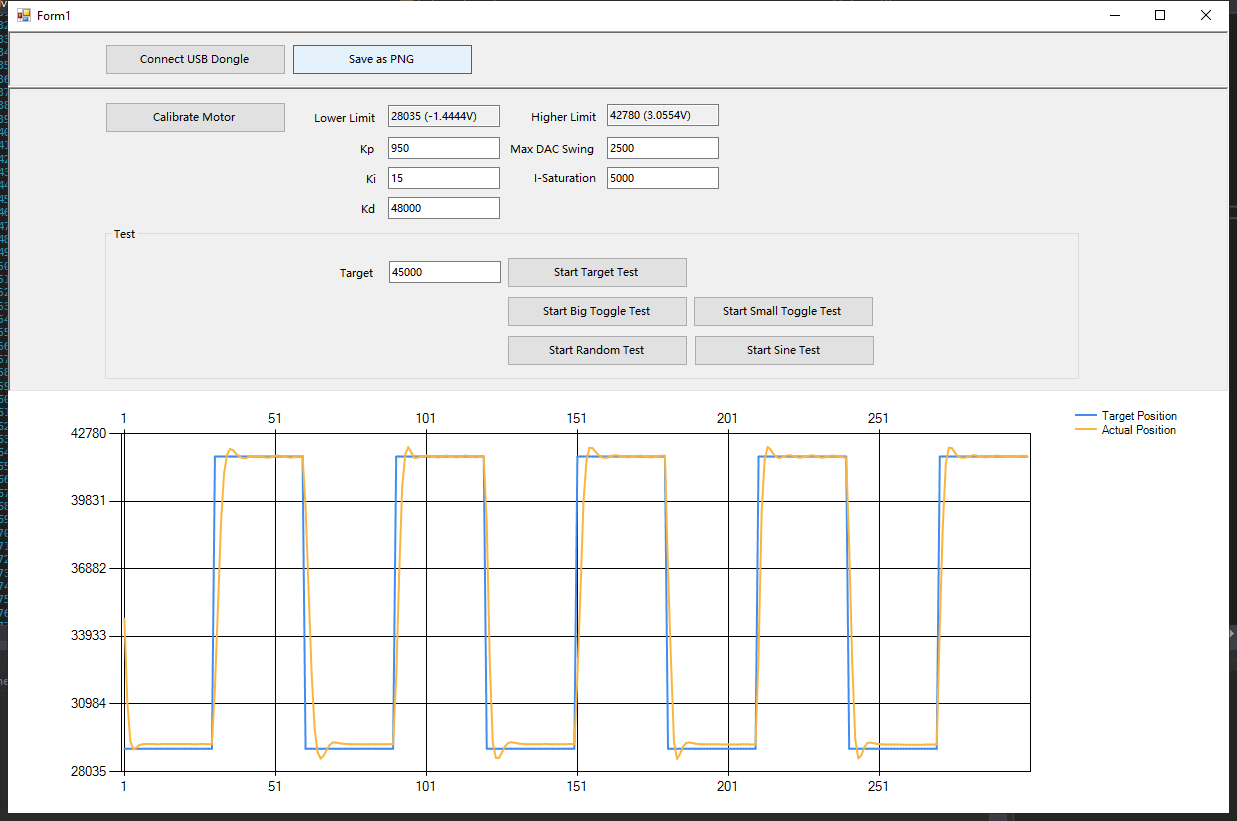 Form1
Connect USB Dongle
Save as PNG
Calibrate Motor
Lower Limit
28035 (-1.4444V)
Higher Limit
42780 (3.0554V)
Kp
950
Max DAC Swing
2500
Ki
15
I-Saturation
5000
Kd
48000
Test
Target
45000
Start Target Test
Start Big Toggle Test
Start Small Toggle Test
Start Random Test
Start Sine Test
1 51 101 151 201 251
Target Position
Actual Position
42780
39831
36882
33933
30984
28035
1 51 101 151 201 251